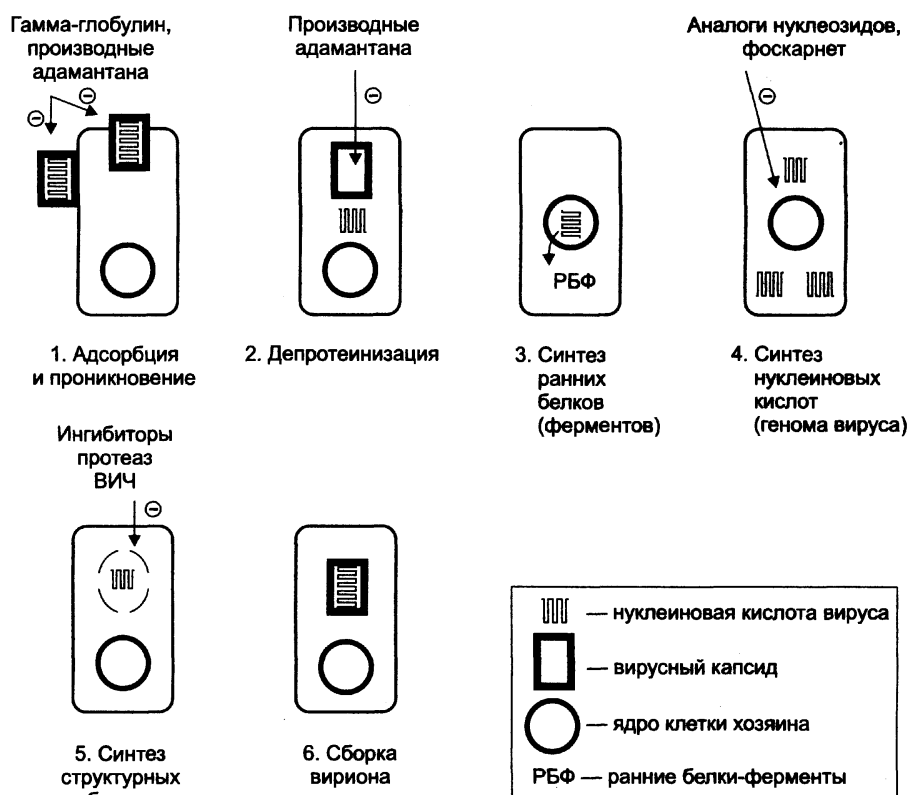 Гамма-глобулин,
производные
адамантана
Производные
адамантана
Аналоги нуклеозидов,
фоскарнет
РБФ
1. Адсорбция
и проникновение
2. Депротеинизация
3. Синтез
ранних
белков
(ферментов)
4. Синтез
нуклеиновых
кислот
(генома вируса)
Ингибиторы
протеаз
ВИЧ
5. Синтез
структурных
6. Сборка
вириона
— нуклеиновая кислота вируса
— вирусный капсид
— ядро клетки хозяина
РБФ — ранние белки-ферменты